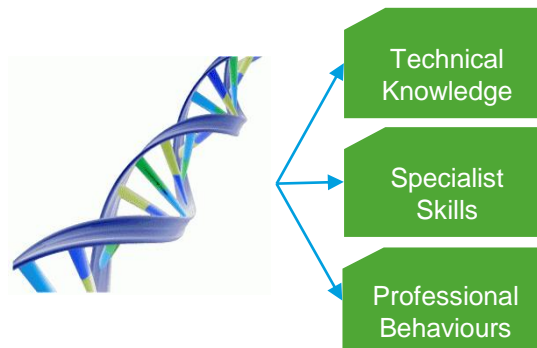 Technical
Knowledge
Specialist
Skills
Professional
Behaviours